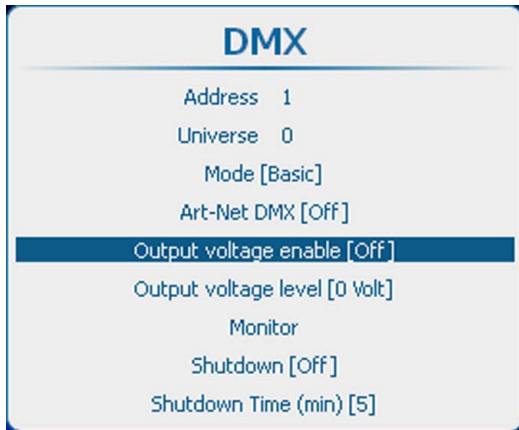 DMX
Address 1
Universe 0
Mode [Basic]
Art-Net DMX [Off]
Output voltage enable [Off]
Output voltage level [0 Volt]
Monitor
Shutdown [Off]
Shutdown Time (min) [5]